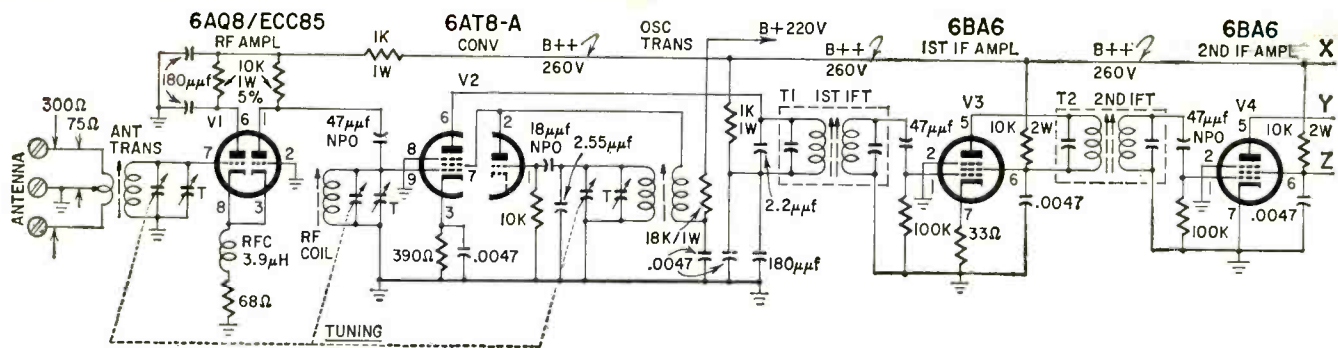 6AQ8/ECC85
RF AMPL
6AT8-A
CONV
OSC
TRANS
B+220V
6BA6
1ST IF AMPL
6BA6
2ND IF AMPL
X
1K
1W
B++
260V
B++
260V
B++
260V
180μμf
10K
1W
5%
V1
6
1
V2
6
2
T1
1ST IFT
V3
5
T2
2ND IFT
V4
5
Y
300Ω
75Ω
ANT
TRANS
47μμf
NPO
18μμf
NPO
2.55μμf
1K
1W
47μμf
NPO
10K
2W
47μμf
NPO
10K
2W
Z
ANTENNA
7
2
8
9
7
T
T
T
2
1
6
2
1
6
8
3
3
10K
2.2μμf
100K
7
.0047
100K
7
.0047
RFC
3.9μH
RF
COIL
390Ω
.0047
18K/1W
.0047
180μμf
33Ω
68Ω
TUNING